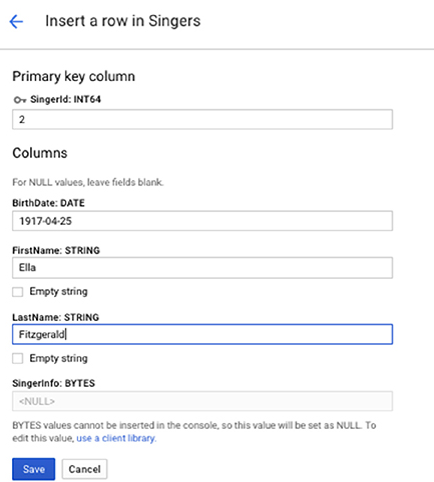 Insert a row in Singers
Primary key column
SingerId: INT64
2
Columns
For NULL values, leave fields blank.
BirthDate: DATE
1917-04-25
FirstName: STRING
Ella
Empty string
LastName: STRING
Fitzgerald
Empty string
SingerInfo: BYTES
<NULL>
BYTES values cannot be inserted in the console, so this value will be set as NULL. To
edit this value, use a client library.
Save Cancel